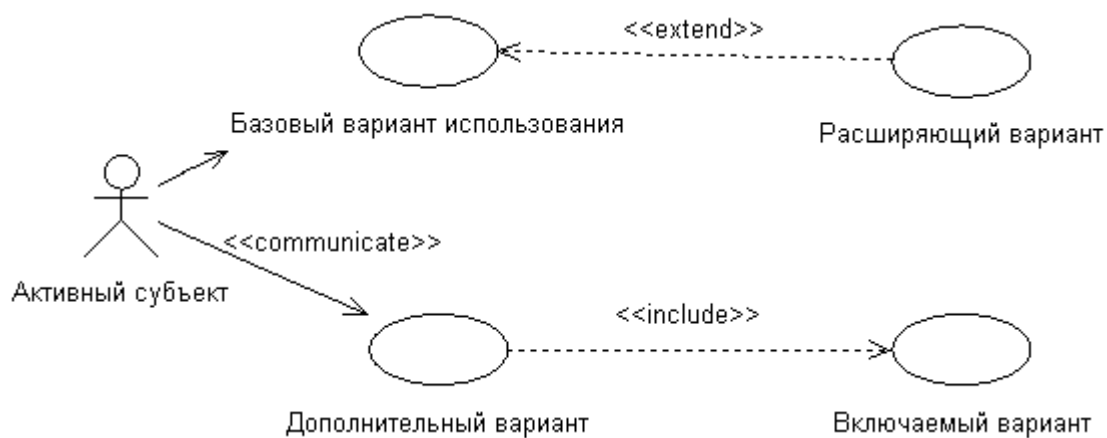 <<extend>>
Базовый вариант использования
Расширяющий вариант
<<communicate>>
Активный субъект
<<include>>
Дополнительный вариант
Включаемый вариант